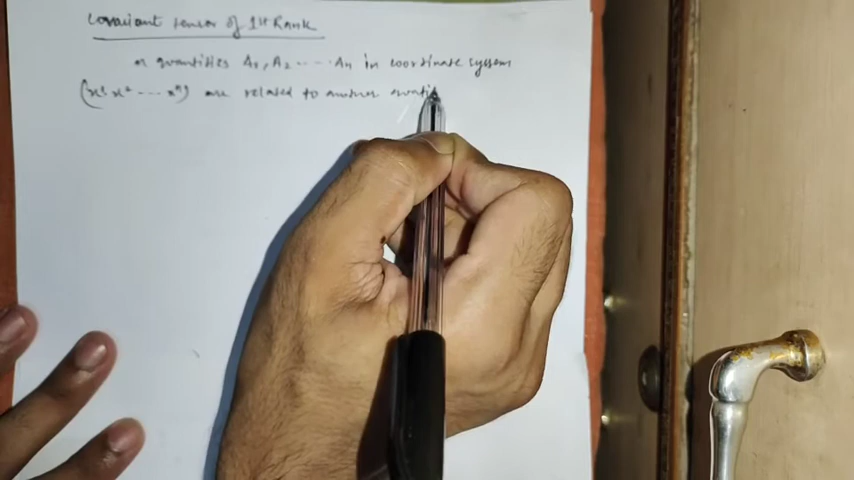 Covariant tensor of 1st Rank
n quantities A₁, A₂ ---- An in coordinate system
(x¹ x² --- xⁿ) are related to another quanti